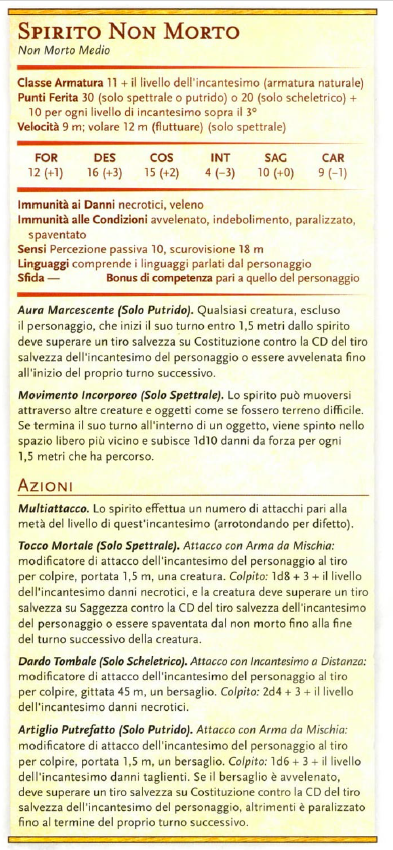 SPIRITO NON MORTO
Non Morto Medio
Classe Armatura 11 + il livello dell'incantesimo (armatura naturale)
Punti Ferita 30 (solo spettrale o putrido) o 20 (solo scheletrico) +
10 per ogni livello di incantesimo sopra il 3°
Velocità 9 m; volare 12 m (fluttuare) (solo spettrale)
FOR DES COS INT SAG CAR
12 (+1) 16 (+3) 15 (+2) 4 (−3) 10 (+0) 9 (−1)
Immunità ai Danni necrotici, veleno
Immunità alle Condizioni avvelenato, indebolimento, paralizzato,
spaventato
Sensi Percezione passiva 10, scurovisione 18 m
Linguaggi comprende i linguaggi parlati dal personaggio
Sfida — Bonus di competenza pari a quello del personaggio
Aura Marcescente (Solo Putrido). Qualsiasi creatura, escluso
il personaggio, che inizi il suo turno entro 1,5 metri dallo spirito
deve superare un tiro salvezza su Costituzione contro la CD del tiro
salvezza dell'incantesimo del personaggio o essere avvelenata fino
all'inizio del proprio turno successivo.
Movimento Incorporeo (Solo Spettrale). Lo spirito può muoversi
attraverso altre creature e oggetti come se fossero terreno difficile.
Se termina il suo turno all'interno di un oggetto, viene spinto nello
spazio libero più vicino e subisce 1d10 danni da forza per ogni
1,5 metri che ha percorso.
AZIONI
Multiattacco. Lo spirito effettua un numero di attacchi pari alla
metà del livello di quest'incantesimo (arrotondando per difetto).
Tocco Mortale (Solo Spettrale). Attacco con Arma da Mischia:
modificatore di attacco dell'incantesimo del personaggio al tiro
per colpire, portata 1,5 m, una creatura. Colpito: 1d8 + 3 + il livello
dell'incantesimo danni necrotici, e la creatura deve superare un tiro
salvezza su Saggezza contro la CD del tiro salvezza dell'incantesimo
del personaggio o essere spaventata dal non morto fino alla fine
del turno successivo della creatura.
Dardo Tombale (Solo Scheletrico). Attacco con Incantesimo a Distanza:
modificatore di attacco dell'incantesimo del personaggio al tiro
per colpire, gittata 45 m, un bersaglio. Colpito: 2d4 + 3 + il livello
dell'incantesimo danni necrotici.
Artiglio Putrefatto (Solo Putrido). Attacco con Arma da Mischia:
modificatore di attacco dell'incantesimo del personaggio al tiro
per colpire, portata 1,5 m, un bersaglio. Colpito: 1d6 + 3 + il livello
dell'incantesimo danni taglienti. Se il bersaglio è avvelenato,
deve superare un tiro salvezza su Costituzione contro la CD del tiro
salvezza dell'incantesimo del personaggio, altrimenti è paralizzato
fino al termine del proprio turno successivo.